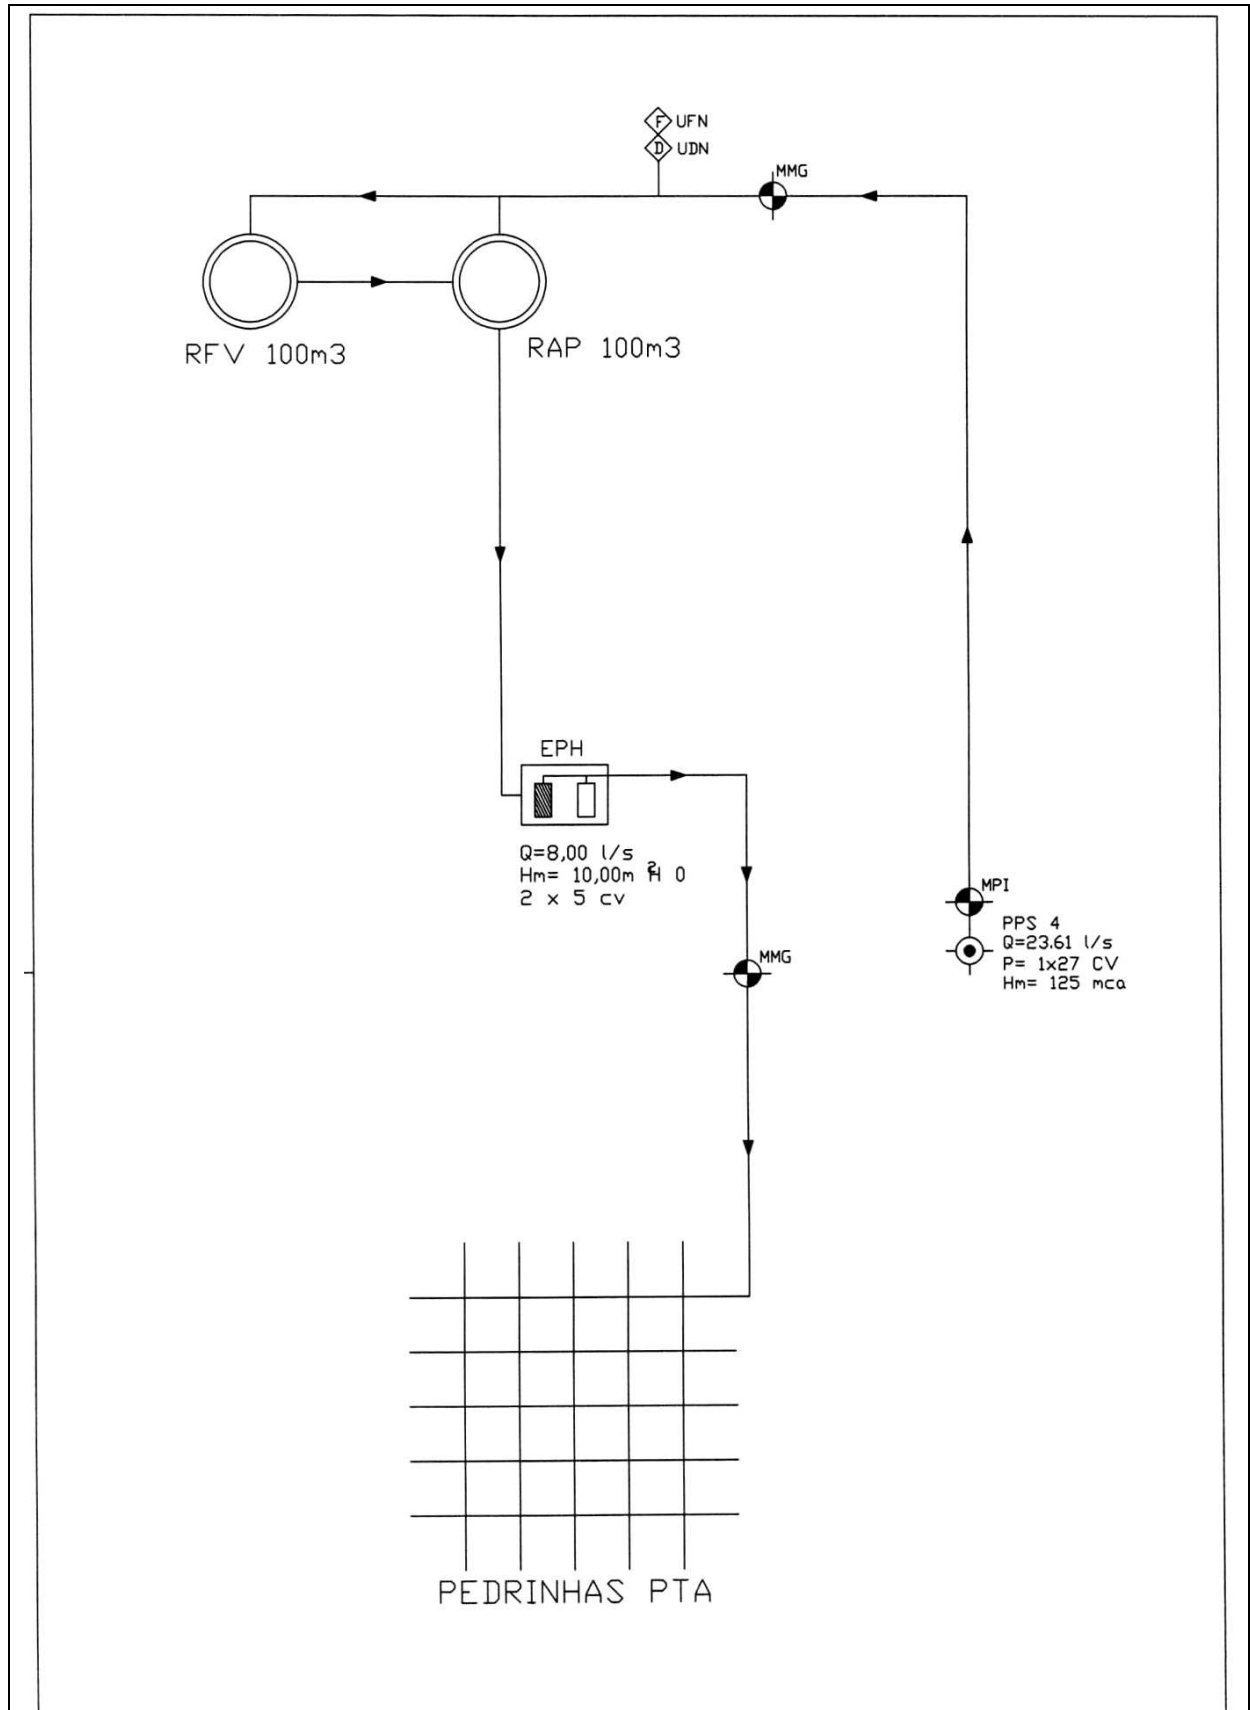 F UFN
D UDN
MMG
RFV 100m3
RAP 100m3
EPH
Q=8,00 l/s
Hm= 10,00m H2O
2 x 5 cv
MPI
PPS 4
Q=23.61 l/s
P= 1x27 CV
Hm= 125 mca
MMG
PEDRINHAS PTA